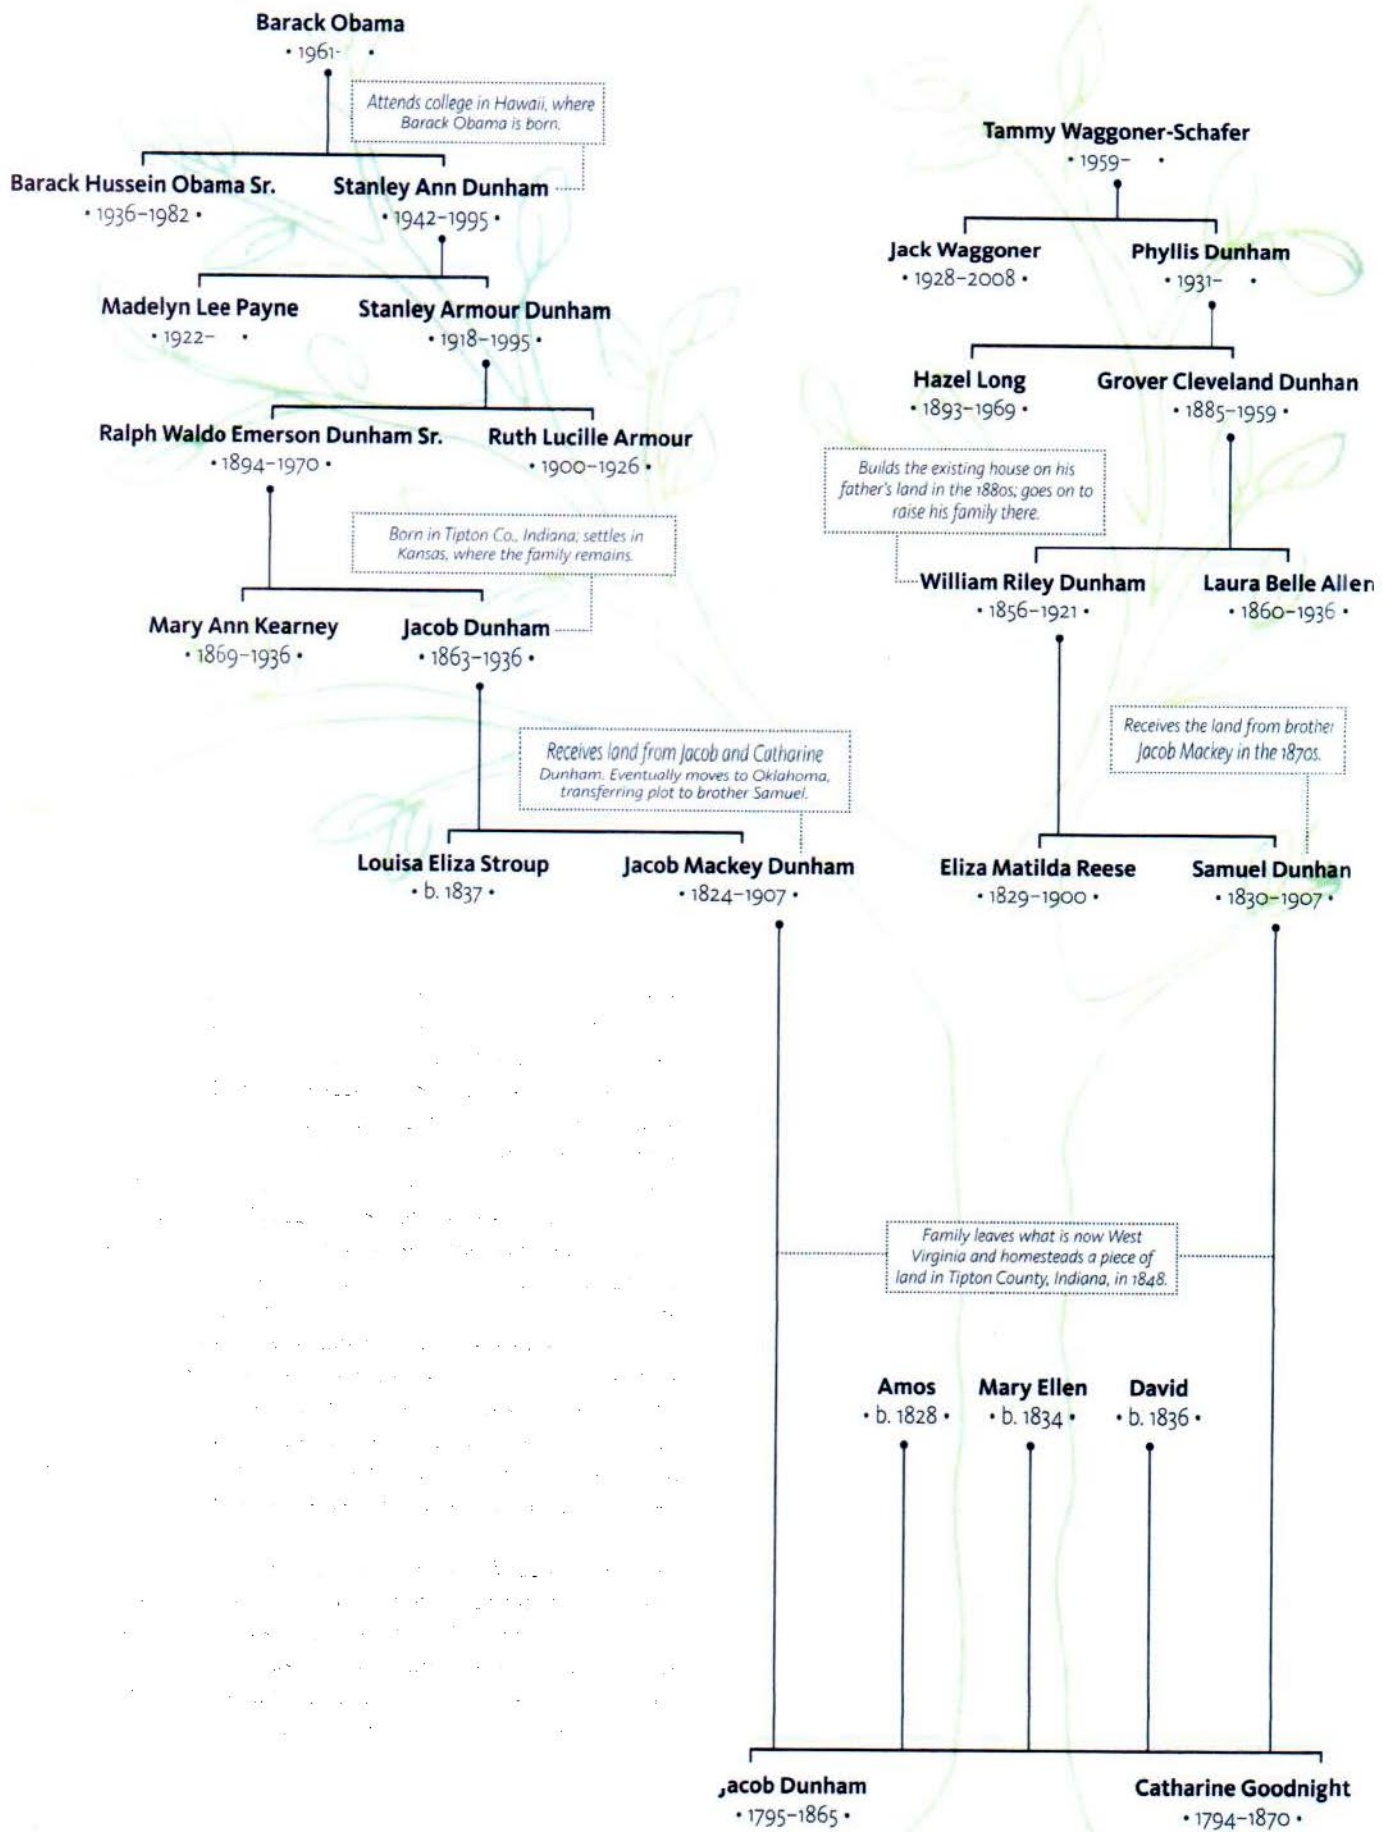 Barack Obama
• 1961- •
Attends college in Hawaii, where
Barack Obama is born.
Barack Hussein Obama Sr.
• 1936–1982 •
Stanley Ann Dunham
• 1942–1995 •
Madelyn Lee Payne
• 1922– •
Stanley Armour Dunham
• 1918–1995 •
Ralph Waldo Emerson Dunham Sr.
• 1894–1970 •
Ruth Lucille Armour
• 1900–1926 •
Born in Tipton Co., Indiana; settles in
Kansas, where the family remains.
Mary Ann Kearney
• 1869–1936 •
Jacob Dunham
• 1863–1936 •
Receives land from Jacob and Catharine
Dunham. Eventually moves to Oklahoma,
transferring plot to brother Samuel.
Louisa Eliza Stroup
• b. 1837 •
Jacob Mackey Dunham
• 1824–1907 •
Tammy Waggoner-Schafer
• 1959– •
Jack Waggoner
• 1928–2008 •
Phyllis Dunham
• 1931– •
Hazel Long
• 1893–1969 •
Grover Cleveland Dunhan
• 1885–1959 •
Builds the existing house on his
father's land in the 1880s; goes on to
raise his family there.
William Riley Dunham
• 1856–1921 •
Laura Belle Allen
• 1860–1936 •
Receives the land from brother
Jacob Mackey in the 1870s.
Eliza Matilda Reese
• 1829–1900 •
Samuel Dunhan
• 1830–1907 •
Family leaves what is now West
Virginia and homesteads a piece of
land in Tipton County, Indiana, in 1848.
Amos
• b. 1828 •
Mary Ellen
• b. 1834 •
David
• b. 1836 •
Jacob Dunham
• 1795–1865 •
Catharine Goodnight
• 1794–1870 •